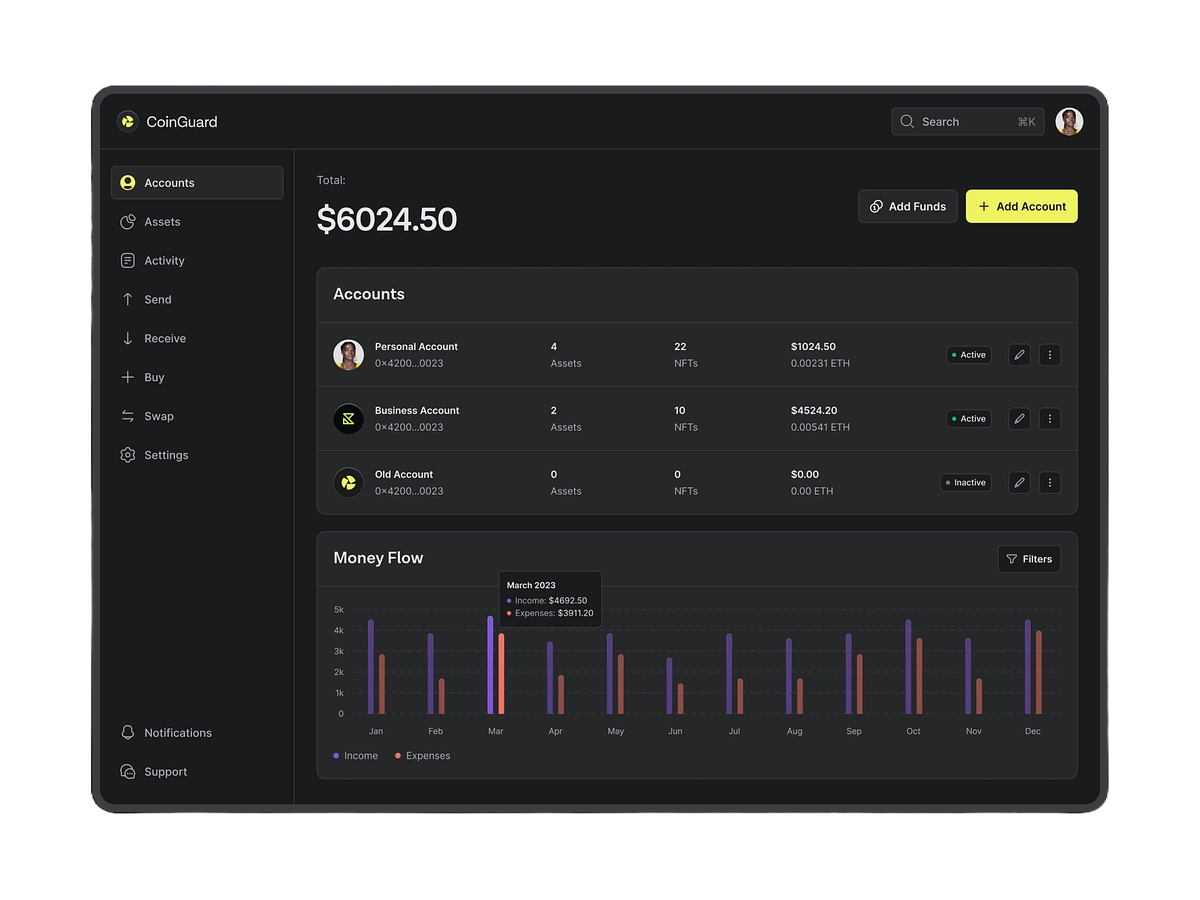 CoinGuard
Search ⌘K
Accounts
Assets
Activity
Send
Receive
Buy
Swap
Settings
Notifications
Support
Total:
$6024.50
Add Funds
+ Add Account
Accounts
Personal Account 4 22 $1024.50 Active
0×4200...0023 Assets NFTs 0.00231 ETH
Business Account 2 10 $4524.20 Active
0×4200...0023 Assets NFTs 0.00541 ETH
Old Account 0 0 $0.00 Inactive
0×4200...0023 Assets NFTs 0.00 ETH
Money Flow
Filters
March 2023
Income: $4692.50
Expenses: $3911.20
5k
4k
3k
2k
1k
0
Jan Feb Mar Apr May Jun Jul Aug Sep Oct Nov Dec
Income Expenses